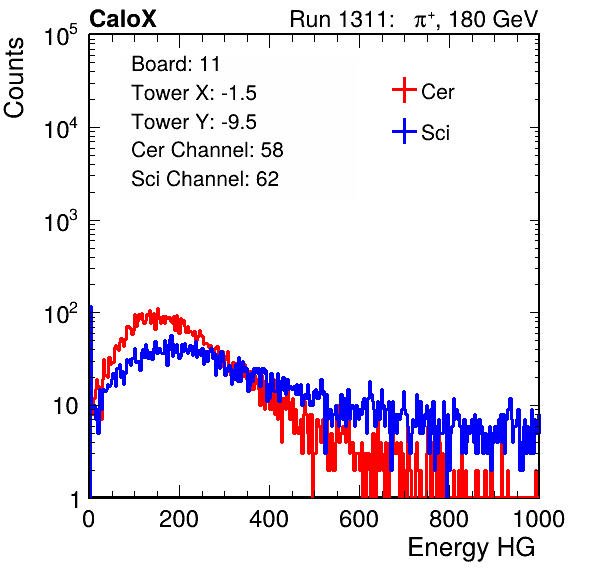 CaloX Run 1311: π⁺, 180 GeV
Counts
10⁵
10⁴
10³
10²
10
1
Board: 11
Tower X: -1.5
Tower Y: -9.5
Cer Channel: 58
Sci Channel: 62
Cer
Sci
0 200 400 600 800 1000
Energy HG